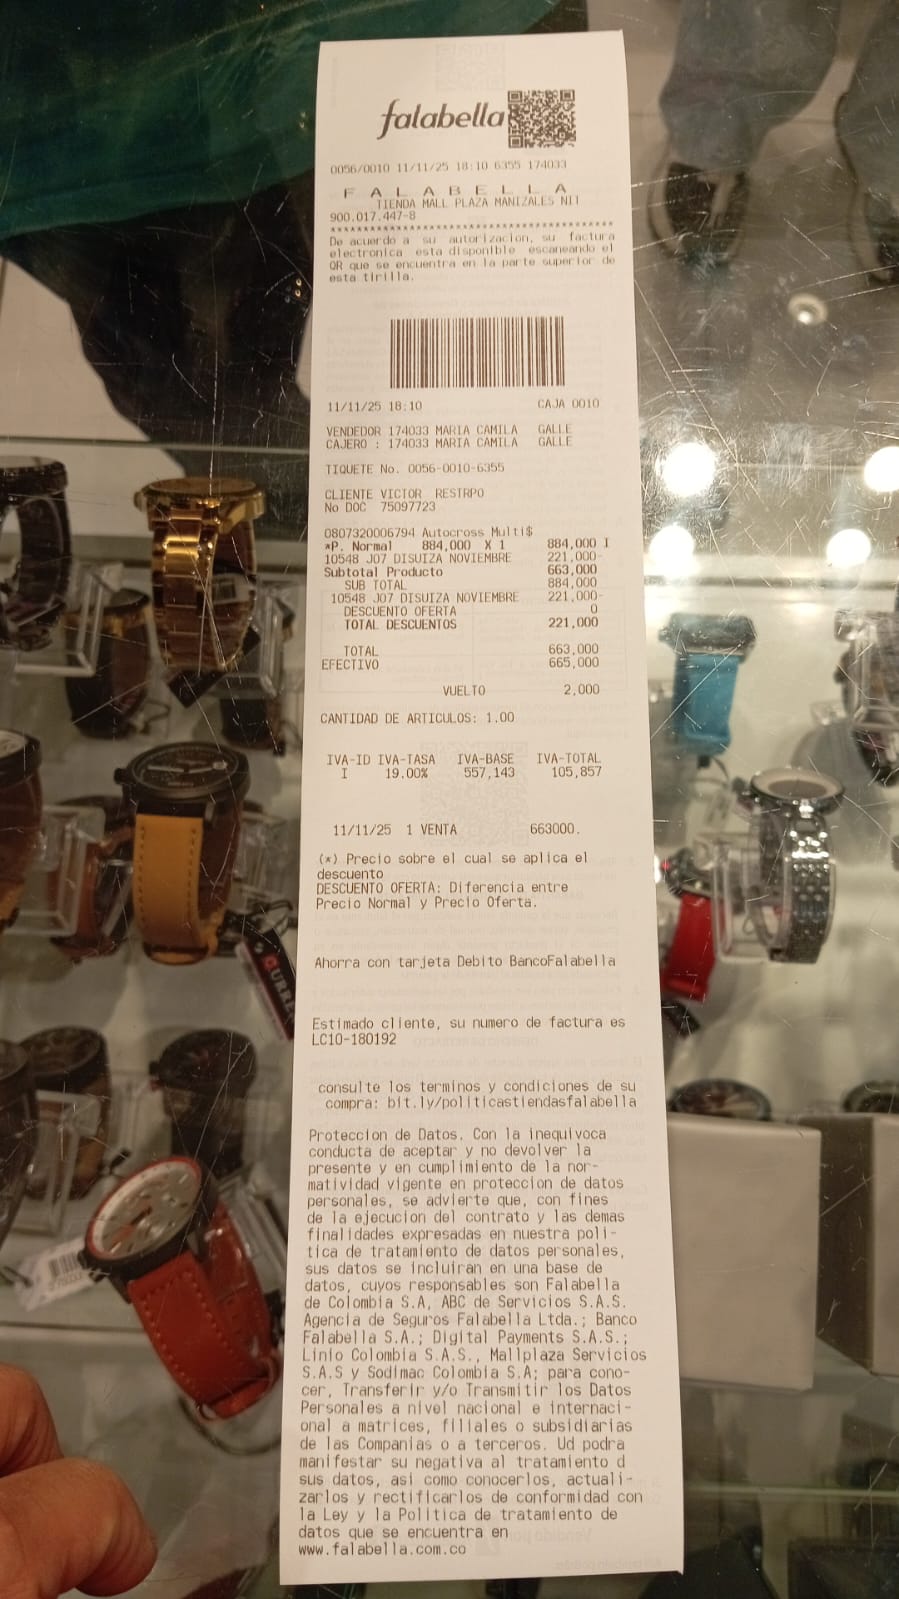 falabella
0056/0010 11/11/25 18:10 6355 174033
F A L A B E L L A
TIENDA MALL PLAZA MANIZALES NIT
900.017.447-8
****************************************
De acuerdo a su autorizacion, su factura
electronica esta disponible escaneando el
QR que se encuentra en la parte superior de
esta tirilla.
11/11/25 18:10 CAJA 0010
VENDEDOR 174033 MARIA CAMILA GALLE
CAJERO : 174033 MARIA CAMILA GALLE
TIQUETE No. 0056-0010-6355
CLIENTE VICTOR RESTRPO
No DOC 75097723
0807320006794 Autocross Multi$
*P. Normal 884,000 X 1 884,000 I
10548 J07 DISUIZA NOVIEMBRE 221,000-
Subtotal Producto 663,000
SUB TOTAL 884,000
10548 J07 DISUIZA NOVIEMBRE 221,000-
DESCUENTO OFERTA 0
TOTAL DESCUENTOS 221,000
TOTAL 663,000
EFECTIVO 665,000
VUELTO 2,000
CANTIDAD DE ARTICULOS: 1.00
IVA-ID IVA-TASA IVA-BASE IVA-TOTAL
I 19.00% 557,143 105,857
11/11/25 1 VENTA 663000.
(*) Precio sobre el cual se aplica el
descuento
DESCUENTO OFERTA: Diferencia entre
Precio Normal y Precio Oferta.
Ahorra con tarjeta Debito BancoFalabella
Estimado cliente, su numero de factura es
LC10-180192
consulte los terminos y condiciones de su
compra: bit.ly/politicastiendasfalabella
Proteccion de Datos. Con la inequivoca
conducta de aceptar y no devolver la
presente y en cumplimiento de la nor-
matividad vigente en proteccion de datos
personales, se advierte que, con fines
de la ejecucion del contrato y las demas
finalidades expresadas en nuestra poli-
tica de tratamiento de datos personales,
sus datos se incluiran en una base de
datos, cuyos responsables son Falabella
de Colombia S.A, ABC de Servicios S.A.S.
Agencia de Seguros Falabella Ltda.; Banco
Falabella S.A.; Digital Payments S.A.S.;
Linio Colombia S.A.S., Mallplaza Servicios
S.A.S y Sodimac Colombia S.A; para cono-
cer, Transferir y/o Transmitir los Datos
Personales a nivel nacional e internaci-
onal a matrices, filiales o subsidiarias
de las Companias o a terceros. Ud podra
manifestar su negativa al tratamiento d
sus datos, asi como conocerlos, actuali-
zarlos y rectificarlos de conformidad con
la Ley y la Politica de tratamiento de
datos que se encuentra en
www.falabella.com.co